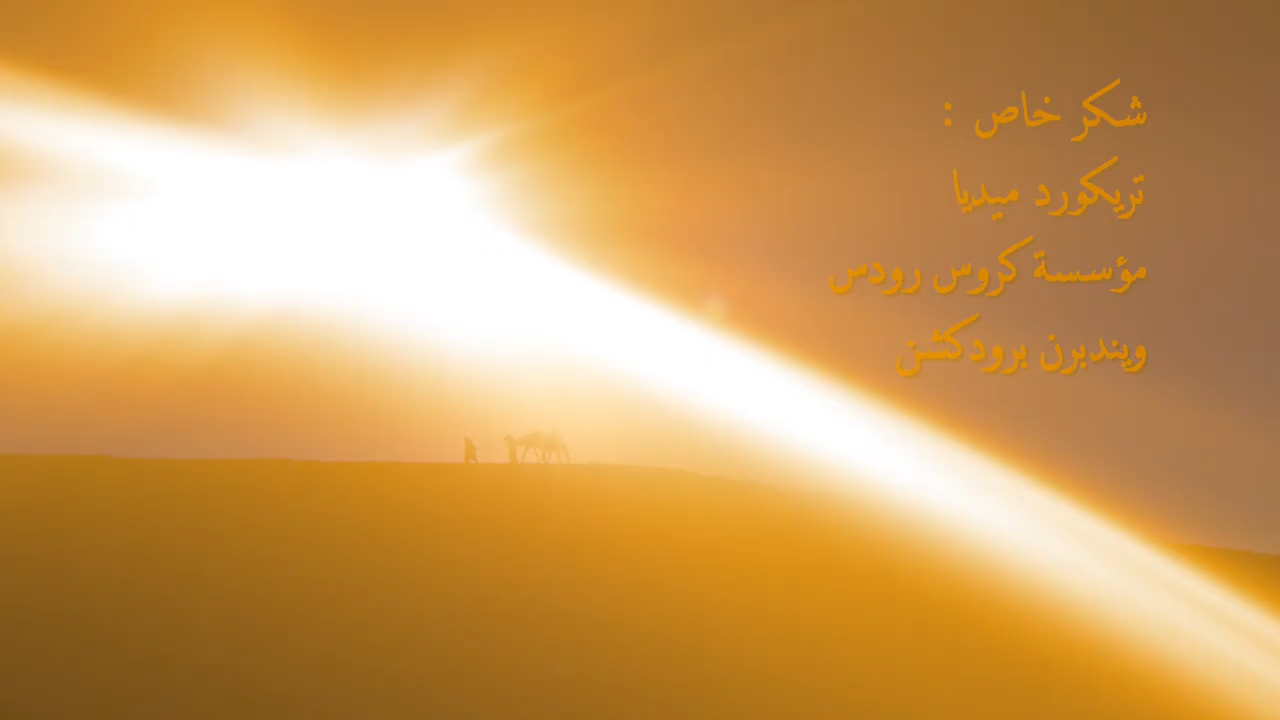 شكر خاص :
تريكورد ميديا
مؤسسة كروس رودس
ويندبرن برودكشن